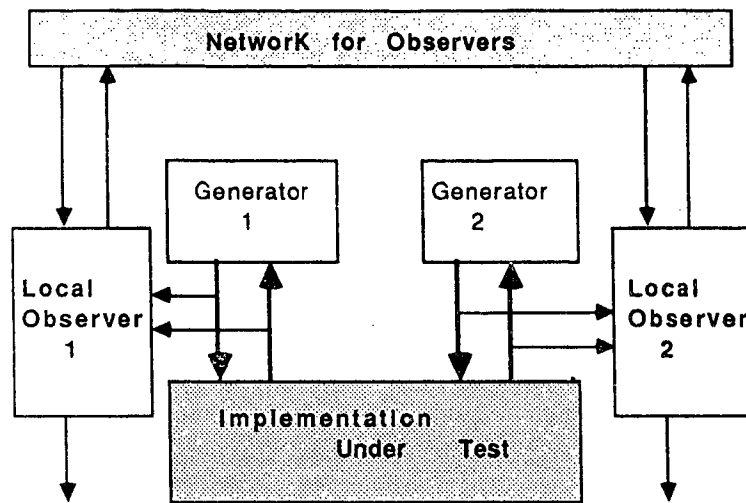 NetworK for Observers
Generator
1
Generator
2
Local
Observer
1
Local
Observer
2
Implementation
Under Test